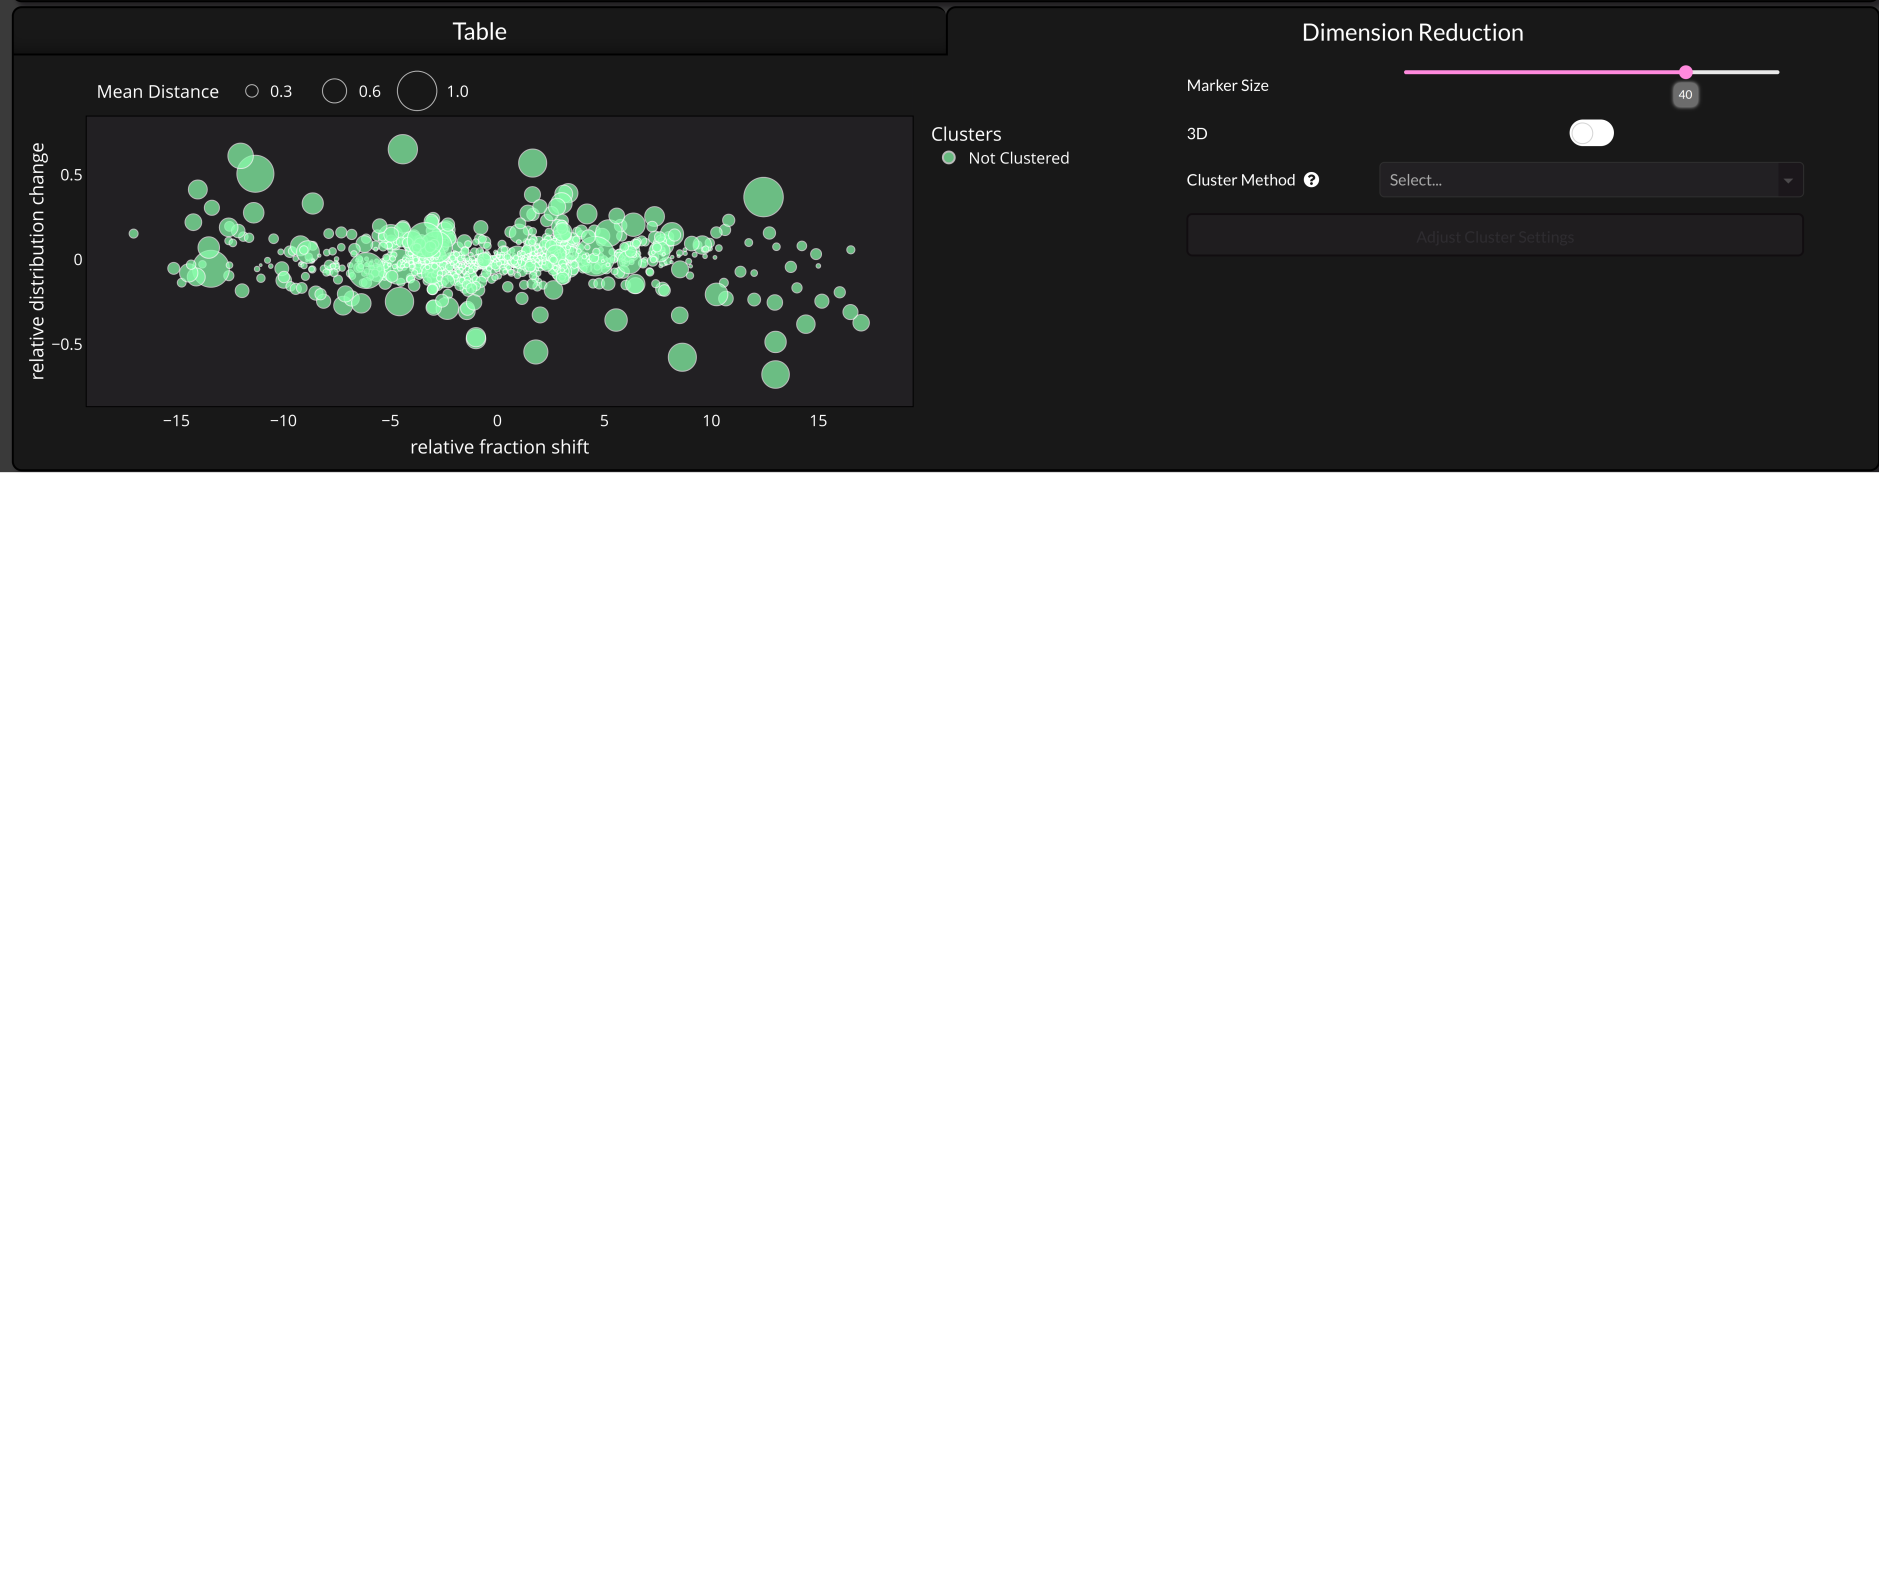 Table
Dimension Reduction
Mean Distance 0.3 0.6 1.0
relative distribution change
0.5
0
−0.5
−15 −10 −5 0 5 10 15
relative fraction shift
Clusters
Not Clustered
Marker Size
40
3D
Cluster Method ?
Select...
Adjust Cluster Settings